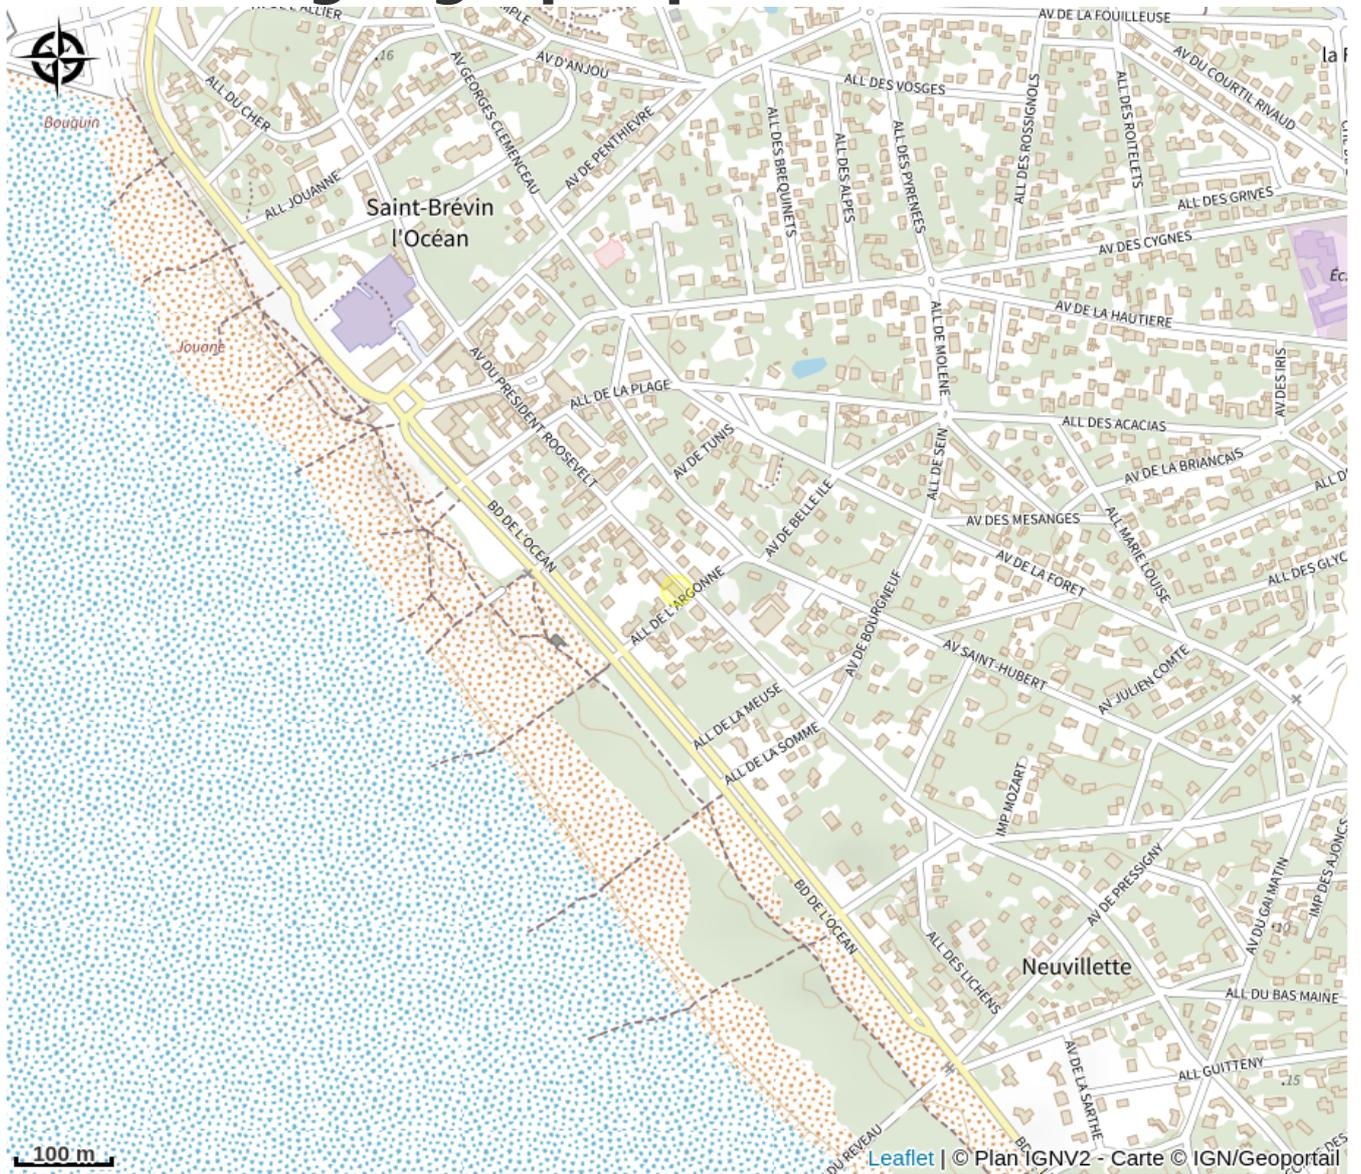 AV DE LA FOUILLEUSE
AV D'ANJOU
.16
AV DU COURTIL RIVAUD
ALL DES VOSGES
ALL DU CHER
AV GEORGES CLEMENCEAU
ALL DES ROSSIGNOLS
ALL DES ROITELETS
AV DE PENTHIEVRE
ALL DES BREQUINETS
ALL DES ALPES
ALL DES PYRENEES
Bouquin
ALL JOUANNE
ALL DES GRIVES
Saint-Brévin
l'Océan
AV DES CYGNES
AV DE LA HAUTIERE
ALL DE MOLENE
Jouane
AV DU PRESIDENT ROOSEVELT
ALL DE LA PLAGE
AV DES IRIS
ALL DES ACACIAS
AV DE TUNIS
ALL DE SEIN
AV DE LA BRIANCAIS
BD DE L'OCEAN
AV DE BELLE ILE
AV DES MESANGES
ALL MARIE LOUISE
AV DE LA FORET
ALL DES GLYC
ALL DE L'ARGONNE
AV DE BOURGNEUF
AV SAINT-HUBERT
AV JULIEN COMTE
ALL DE LA MEUSE
ALL DE LA SOMME
IMP MOZART
AV DE PRESSIGNY
AV DU GAI MATIN
IMP DES AJONCS
BD DE L'OCEAN
ALL DES LICHENS
Neuvillette
ALL DU BAS MAINE
AV DE LA SARTHE
ALL GUITTENY
.15
DU REVEAU
BD
100 m
Leaflet | © Plan IGNV2 - Carte © IGN/Geoportail